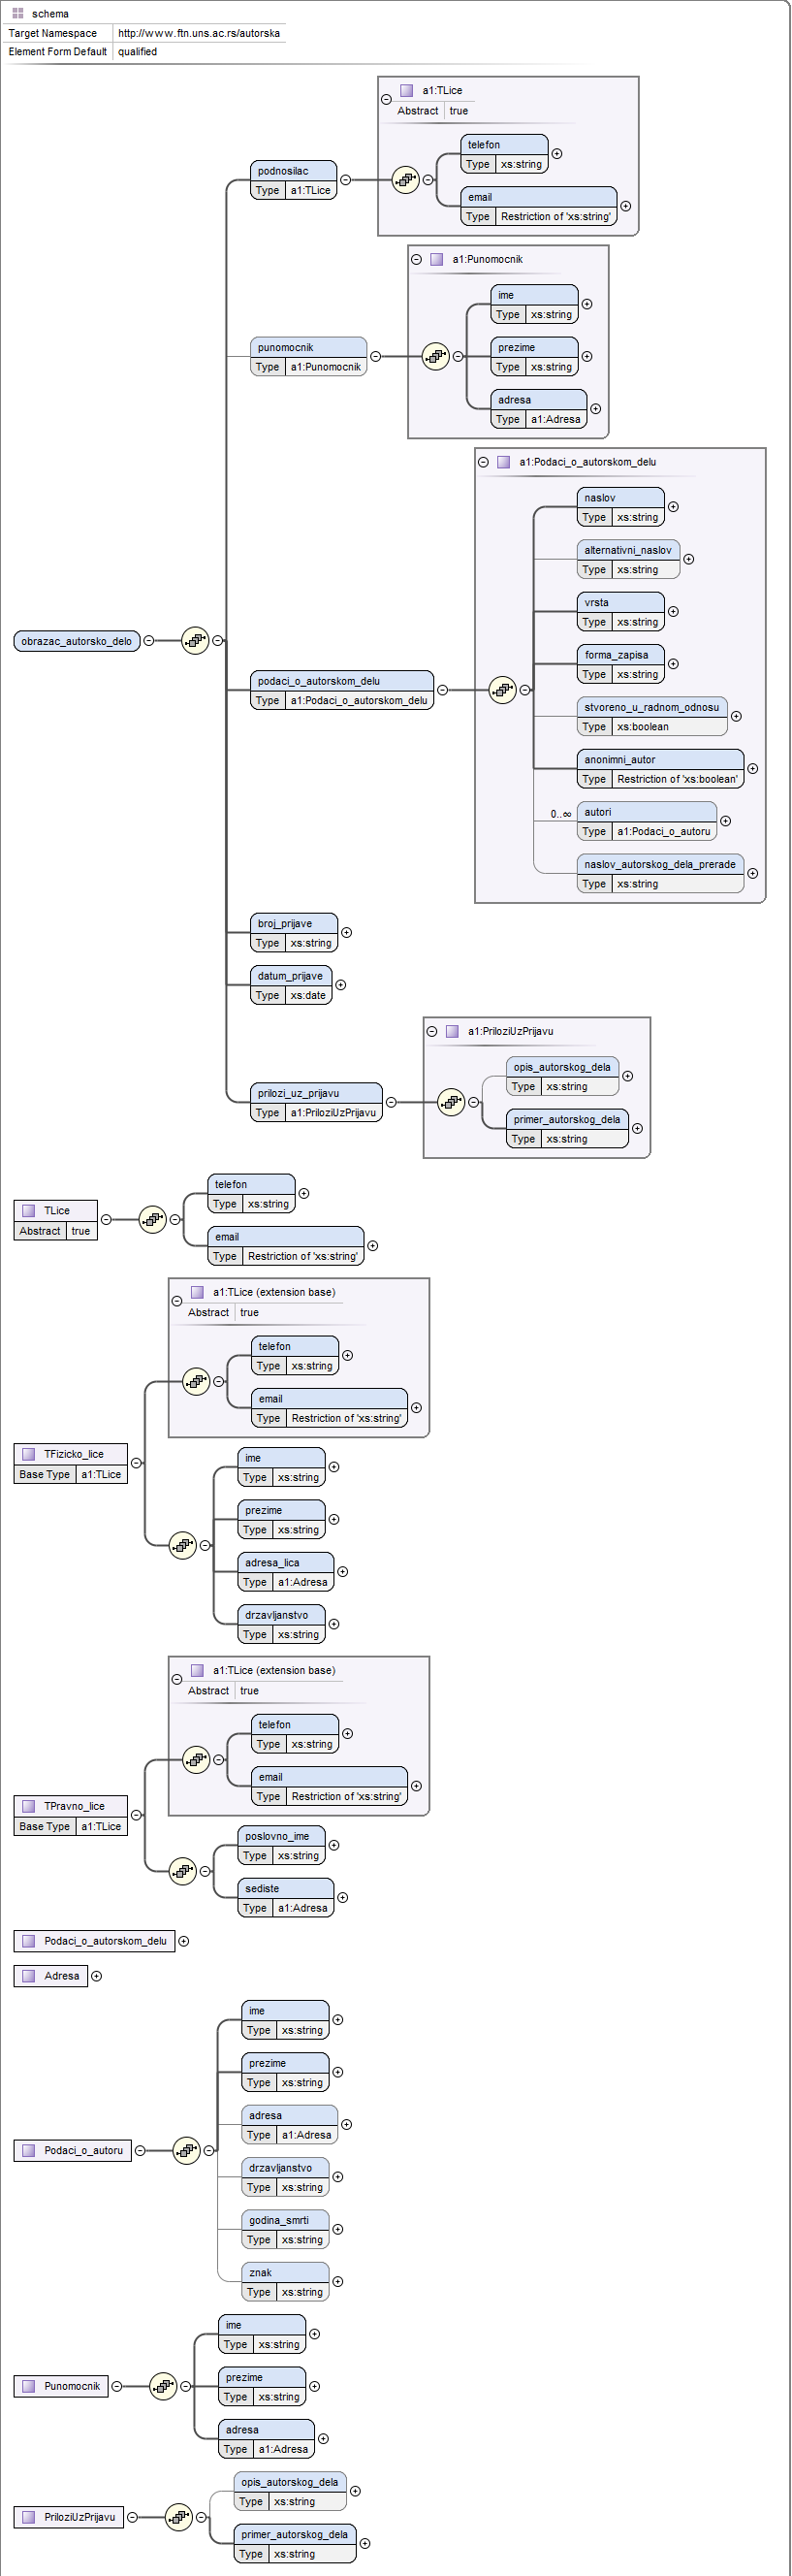 schema
Target Namespace http://www.ftn.uns.ac.rs/autorska
Element Form Default qualified
a1:TLice
Abstract true
telefon
Type xs:string
email
Type Restriction of 'xs:string'
podnosilac
Type a1:TLice
a1:Punomocnik
ime
Type xs:string
prezime
Type xs:string
adresa
Type a1:Adresa
punomocnik
Type a1:Punomocnik
a1:Podaci_o_autorskom_delu
naslov
Type xs:string
alternativni_naslov
Type xs:string
vrsta
Type xs:string
forma_zapisa
Type xs:string
stvoreno_u_radnom_odnosu
Type xs:boolean
anonimni_autor
Type Restriction of 'xs:boolean'
0..∞
autori
Type a1:Podaci_o_autoru
naslov_autorskog_dela_prerade
Type xs:string
obrazac_autorsko_delo
podaci_o_autorskom_delu
Type a1:Podaci_o_autorskom_delu
broj_prijave
Type xs:string
datum_prijave
Type xs:date
a1:PriloziUzPrijavu
opis_autorskog_dela
Type xs:string
primer_autorskog_dela
Type xs:string
prilozi_uz_prijavu
Type a1:PriloziUzPrijavu
TLice
Abstract true
telefon
Type xs:string
email
Type Restriction of 'xs:string'
a1:TLice (extension base)
Abstract true
telefon
Type xs:string
email
Type Restriction of 'xs:string'
TFizicko_lice
Base Type a1:TLice
ime
Type xs:string
prezime
Type xs:string
adresa_lica
Type a1:Adresa
drzavljanstvo
Type xs:string
a1:TLice (extension base)
Abstract true
telefon
Type xs:string
email
Type Restriction of 'xs:string'
TPravno_lice
Base Type a1:TLice
poslovno_ime
Type xs:string
sediste
Type a1:Adresa
Podaci_o_autorskom_delu
Adresa
Podaci_o_autoru
ime
Type xs:string
prezime
Type xs:string
adresa
Type a1:Adresa
drzavljanstvo
Type xs:string
godina_smrti
Type xs:string
znak
Type xs:string
Punomocnik
ime
Type xs:string
prezime
Type xs:string
adresa
Type a1:Adresa
PriloziUzPrijavu
opis_autorskog_dela
Type xs:string
primer_autorskog_dela
Type xs:string